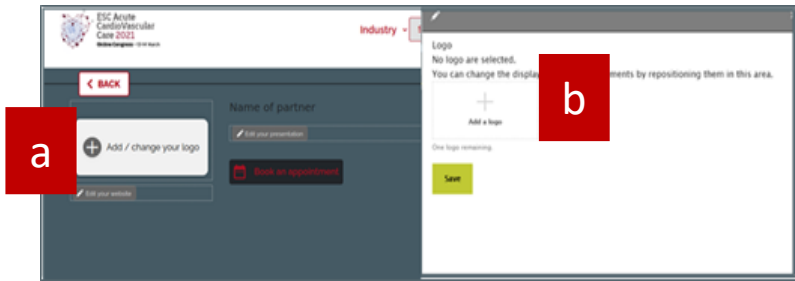 ESC Acute
CardioVascular
Care 2021
Industry
BACK
Name of partner
a
Add / change your logo
Edit your presentation
Book an appointment
Edit your website
Logo
No logo are selected.
You can change the display ments by repositioning them in this area.
b
Add a logo
One logo remaining.
Save